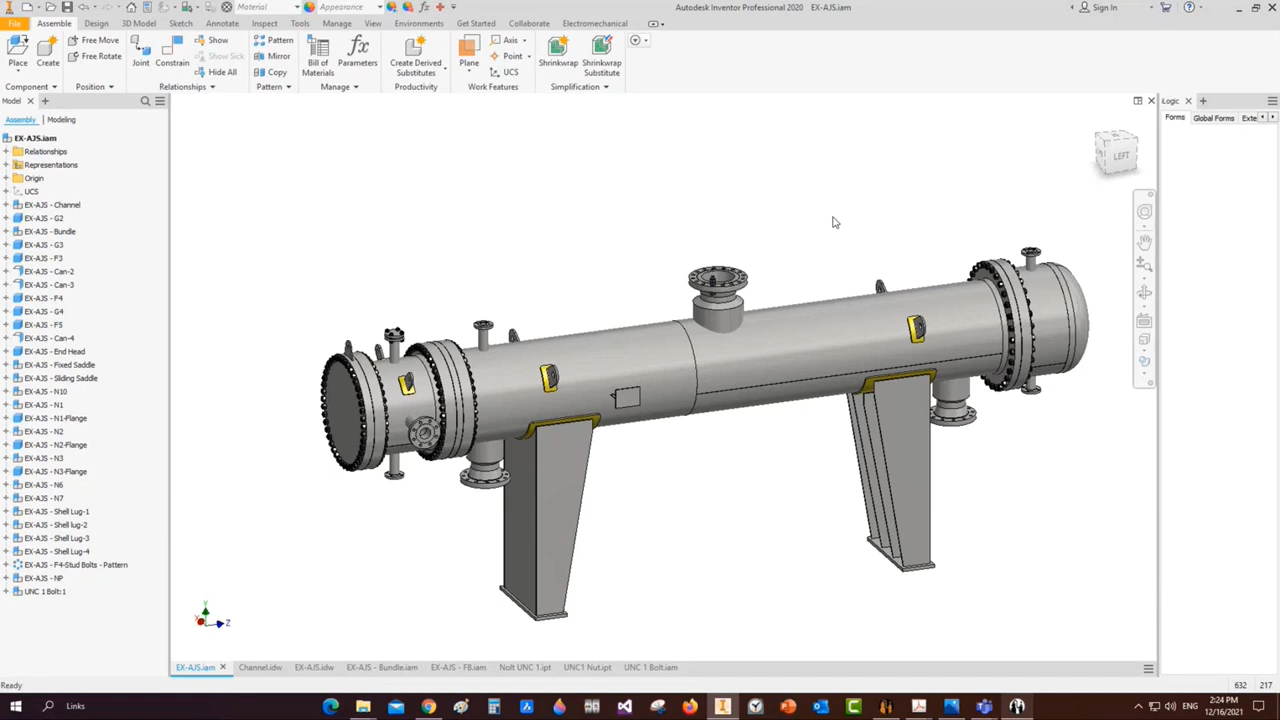 Material
Appearance
Autodesk Inventor Professional 2020 EX-AJS.iam
Sign In
File Assemble Design 3D Model Sketch Annotate Inspect Tools Manage View Environments Get Started Collaborate Electromechanical
Place
Create
Free Move
Free Rotate
Joint
Constrain
Show
Show Sick
Hide All
Pattern
Mirror
Copy
Bill of
Materials
Parameters
Create Derived
Substitutes
Plane
Axis
Point
UCS
Shrinkwrap
Shrinkwrap
Substitute
Component Position Relationships Pattern Manage Productivity Work Features Simplification
Model
Assembly Modeling
EX-AJS.iam
Relationships
Representations
Origin
UCS
EX-AJS - Channel
EX-AJS - G2
EX-AJS - Bundle
EX-AJS - G3
EX-AJS - F3
EX-AJS - Can-2
EX-AJS - Can-3
EX-AJS - F4
EX-AJS - G4
EX-AJS - F5
EX-AJS - Can-4
EX-AJS - End Head
EX-AJS - Fixed Saddle
EX-AJS - Sliding Saddle
EX-AJS - N10
EX-AJS - N1
EX-AJS - N1-Flange
EX-AJS - N2
EX-AJS - N2-Flange
EX-AJS - N3
EX-AJS - N3-Flange
EX-AJS - N6
EX-AJS - N7
EX-AJS - Shell Lug-1
EX-AJS - Shell lug-2
EX-AJS - Shell Lug-3
EX-AJS - Shell Lug-4
EX-AJS - F4-Stud Bolts - Pattern
EX-AJS - NP
UNC 1 Bolt:1
LEFT
iLogic
Forms Global Forms Exte
Y
Z
EX-AJS.iam Channel.idw EX-AJS.idw EX-AJS - Bundle.iam EX-AJS - FB.iam Nolt UNC 1.ipt UNC1 Nut.ipt UNC 1 Bolt.iam
Ready
632 217
Links
2:24 PM
12/16/2021